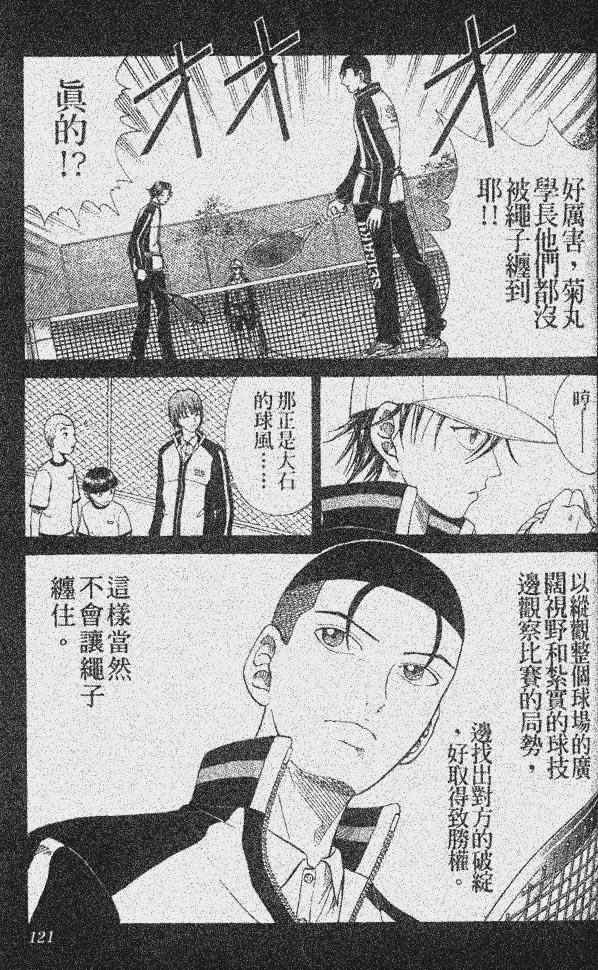 オオオ
好厲害，菊丸
學長他們都沒
被繩子纏到
耶!!
真的!?
哼—
那正是大石
的球風……
以縱觀整個球場的廣
闊視野和紮實的球技
邊觀察比賽的局勢，
邊找出對方的破綻
，好取得致勝權。
這樣當然
不會讓繩子
纏住。
121